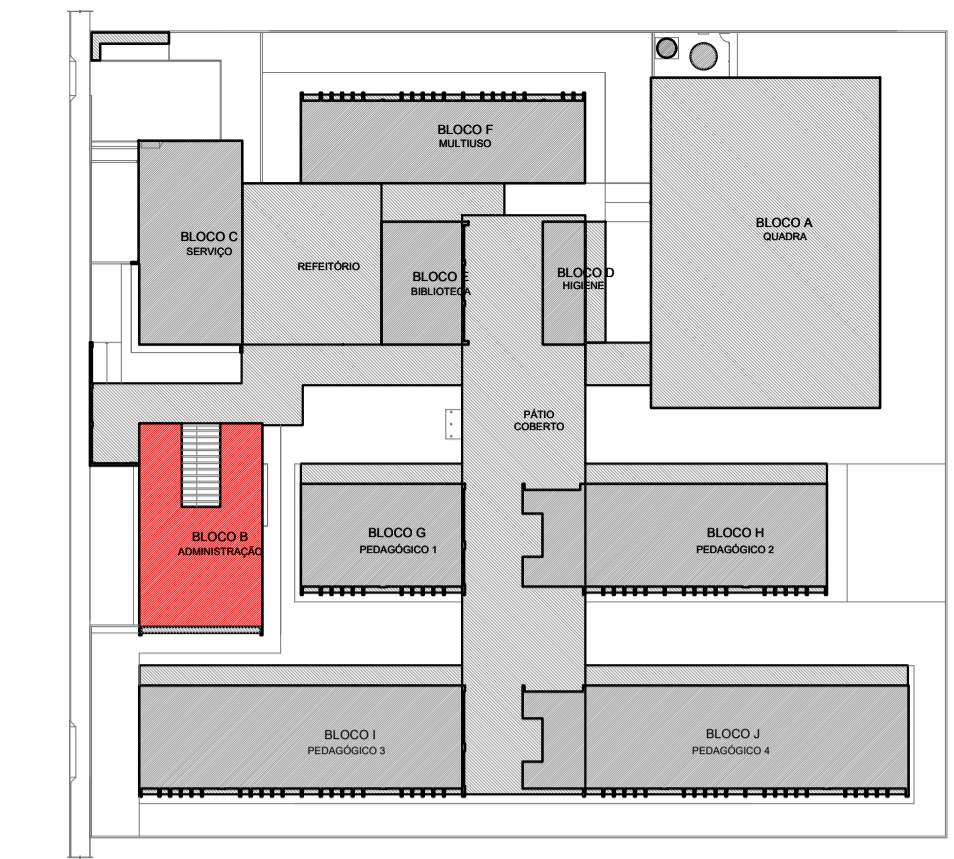 BLOCO F
MULTIUSO
BLOCO A
QUADRA
BLOCO C
SERVIÇO
REFEITÓRIO
BLOCO E
BIBLIOTECA
BLOCO D
HIGIENE
PÁTIO
COBERTO
BLOCO B
ADMINISTRAÇÃO
BLOCO G
PEDAGÓGICO 1
BLOCO H
PEDAGÓGICO 2
BLOCO I
PEDAGÓGICO 3
BLOCO J
PEDAGÓGICO 4